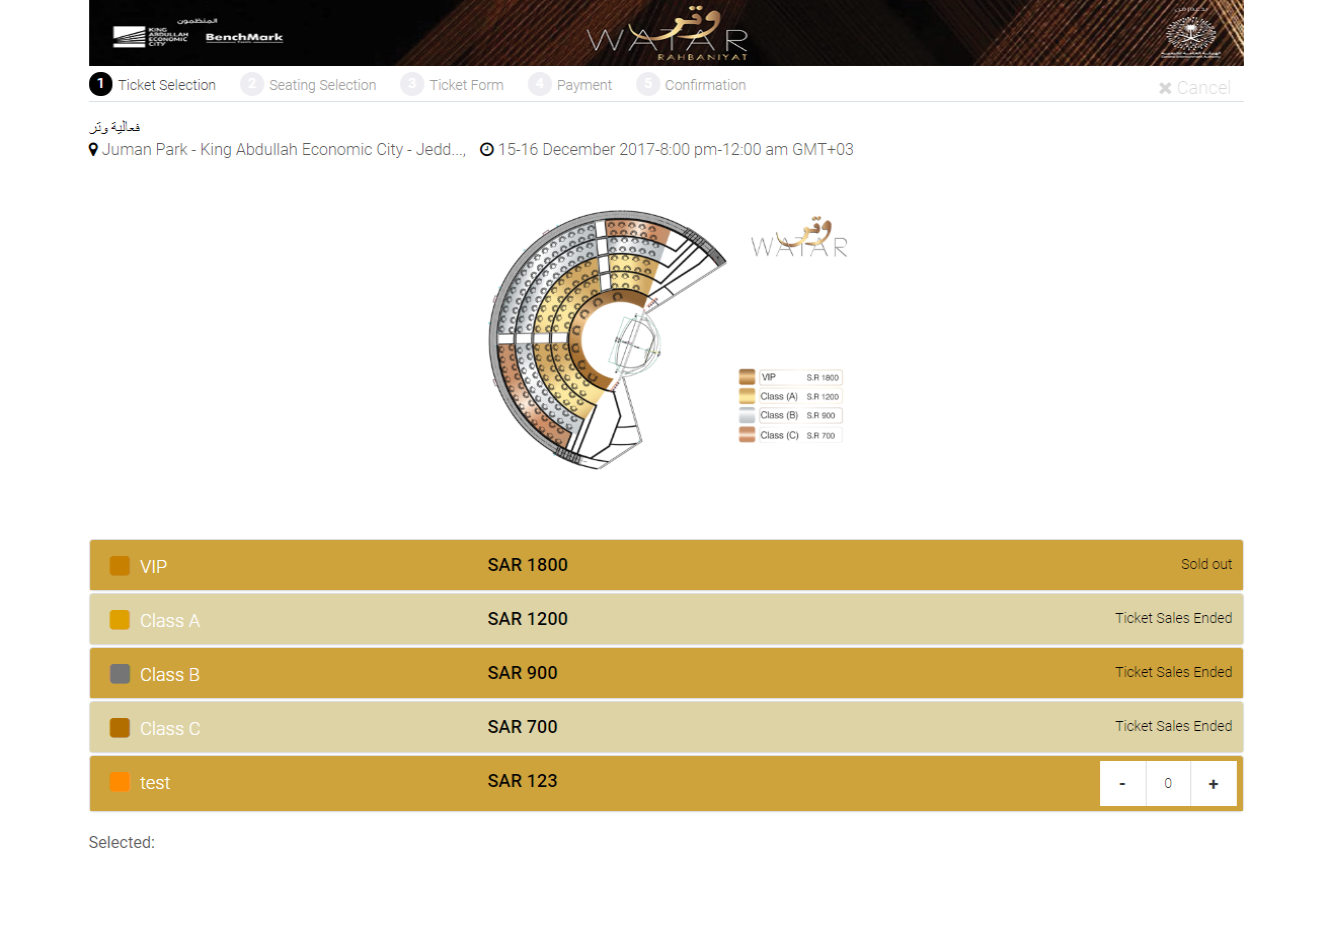 المنظمون
KING
ABDULLAH
ECONOMIC
CITY
BenchMark
وتر
WATAR
RAHBANIYAT
بدعم من
1 Ticket Selection 2 Seating Selection 3 Ticket Form 4 Payment 5 Confirmation
✖ Cancel
فعالية وتر
Juman Park - King Abdullah Economic City - Jedd..., 15-16 December 2017-8:00 pm-12:00 am GMT+03
وتر
WATAR
VIP S.R 1800
Class (A) S.R 1200
Class (B) S.R 900
Class (C) S.R 700
VIP SAR 1800 Sold out
Class A SAR 1200 Ticket Sales Ended
Class B SAR 900 Ticket Sales Ended
Class C SAR 700 Ticket Sales Ended
test SAR 123 - 0 +
Selected: